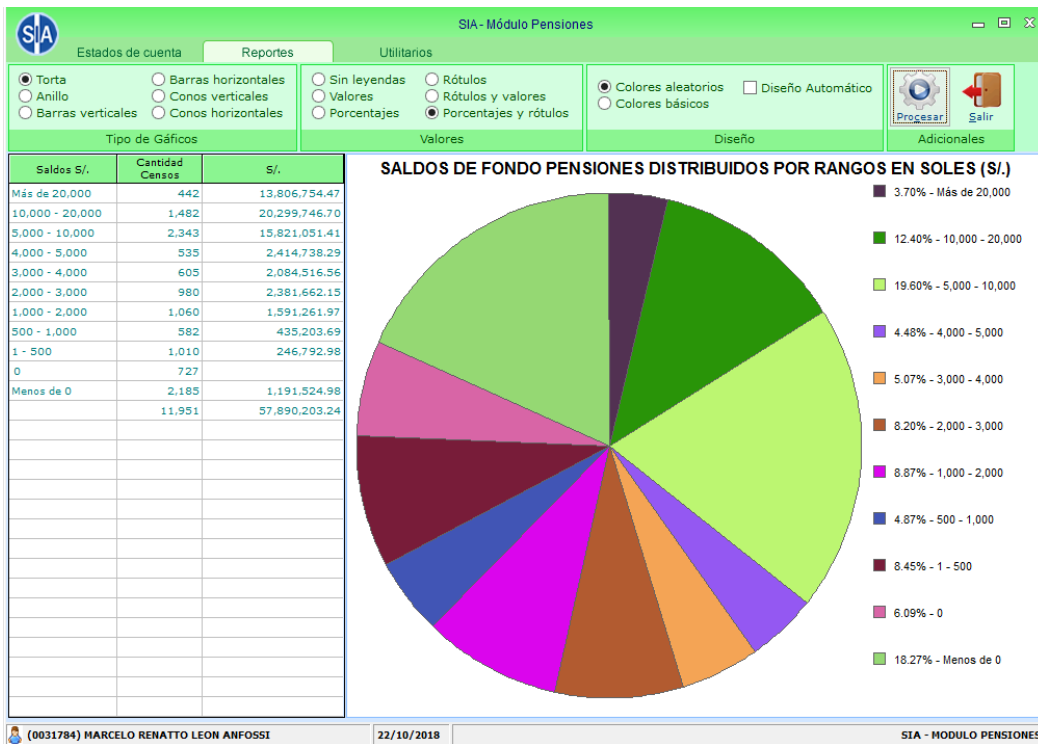 SIA
SIA- Módulo Pensiones
Estados de cuenta Reportes Utilitarios
Torta Barras horizontales
Anillo Conos verticales
Barras verticales Conos horizontales
Tipo de Gáficos
Sin leyendas Rótulos
Valores Rótulos y valores
Porcentajes Porcentajes y rótulos
Valores
Colores aleatorios Diseño Automático
Colores básicos
Diseño
Procesar Salir
Adicionales
Saldos S/. Cantidad Censos S/.
Más de 20,000 442 13,806,754.47
10,000 - 20,000 1,482 20,299,746.70
5,000 - 10,000 2,343 15,821,051.41
4,000 - 5,000 535 2,414,738.29
3,000 - 4,000 605 2,084,516.56
2,000 - 3,000 980 2,381,662.15
1,000 - 2,000 1,060 1,591,261.97
500 - 1,000 582 435,203.69
1 - 500 1,010 246,792.98
0 727
Menos de 0 2,185 1,191,524.98
11,951 57,890,203.24
SALDOS DE FONDO PENSIONES DISTRIBUIDOS POR RANGOS EN SOLES (S/.)
3.70% - Más de 20,000
12.40% - 10,000 - 20,000
19.60% - 5,000 - 10,000
4.48% - 4,000 - 5,000
5.07% - 3,000 - 4,000
8.20% - 2,000 - 3,000
8.87% - 1,000 - 2,000
4.87% - 500 - 1,000
8.45% - 1 - 500
6.09% - 0
18.27% - Menos de 0
(0031784) MARCELO RENATTO LEON ANFOSSI 22/10/2018 SIA - MODULO PENSIONES